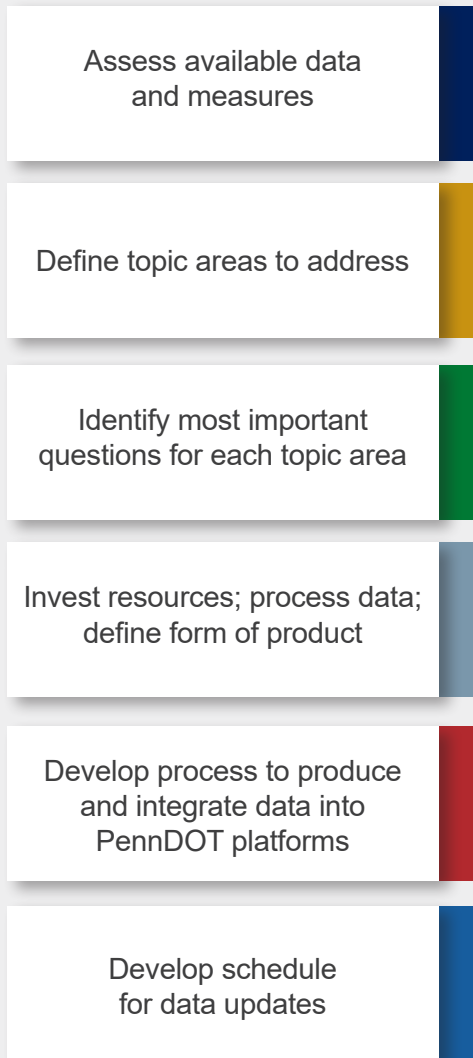 Assess available data
and measures
Define topic areas to address
Identify most important
questions for each topic area
Invest resources; process data;
define form of product
Develop process to produce
and integrate data into
PennDOT platforms
Develop schedule
for data updates